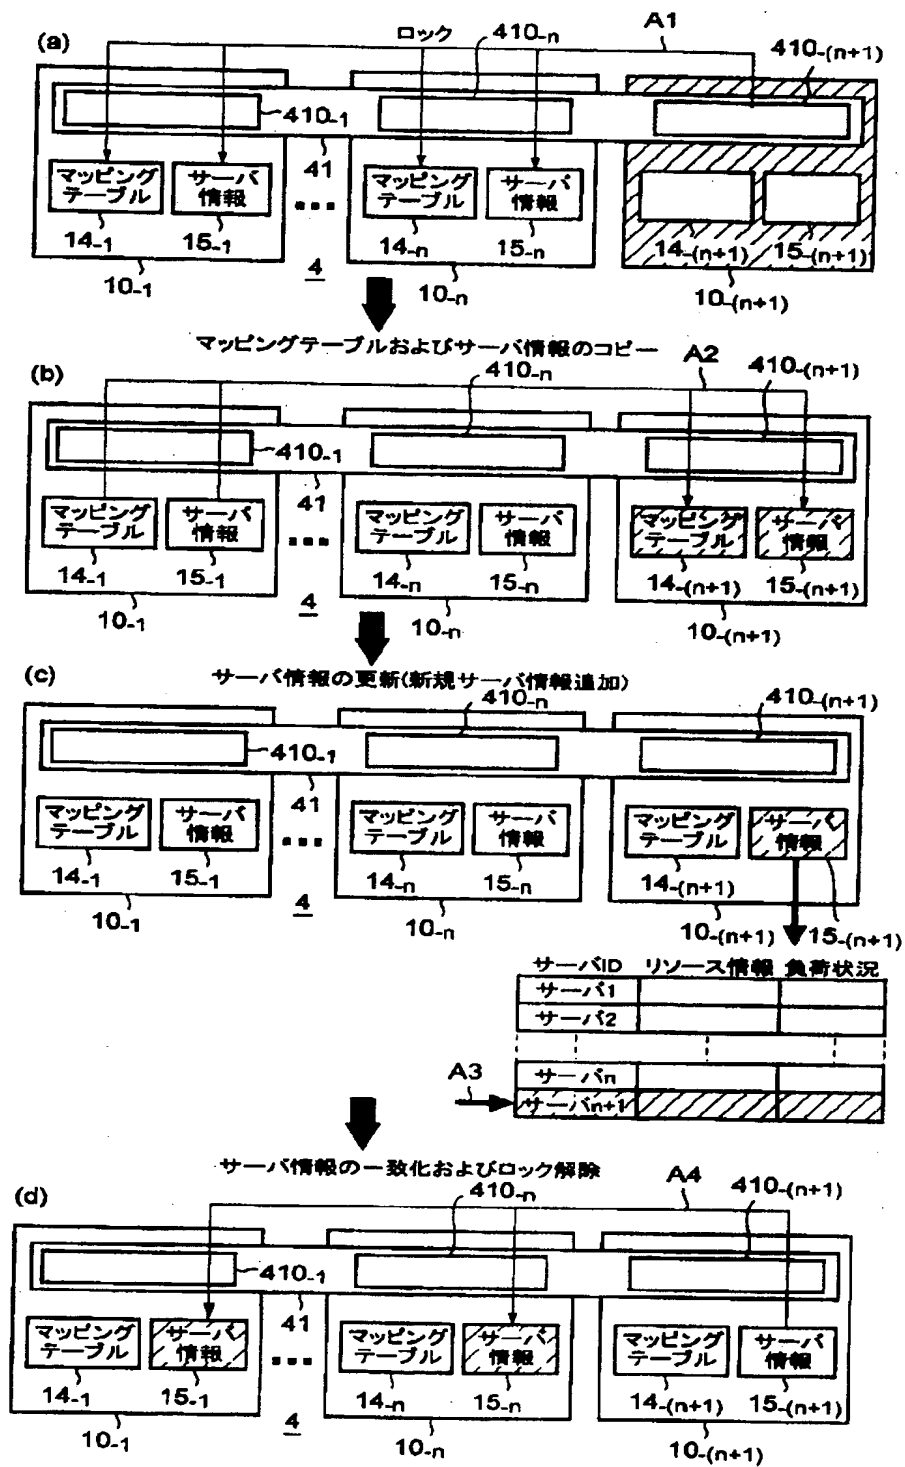 (a)
ロック
410-n
A1
410-(n+1)
410-1
41
マッピング
テーブル
サーバ
情報
マッピング
テーブル
サーバ
情報
14-1
15-1
14-n
15-n
14-(n+1)
15-(n+1)
10-1
4
10-n
10-(n+1)
マッピングテーブルおよびサーバ情報のコピー
(b)
410-n
A2
410-(n+1)
410-1
41
マッピング
テーブル
サーバ
情報
マッピング
テーブル
サーバ
情報
マッピング
テーブル
サーバ
情報
14-1
15-1
14-n
15-n
14-(n+1)
15-(n+1)
10-1
4
10-n
10-(n+1)
サーバ情報の更新(新規サーバ情報追加)
(c)
410-n
410-(n+1)
410-1
41
マッピング
テーブル
サーバ
情報
マッピング
テーブル
サーバ
情報
マッピング
テーブル
サーバ
情報
14-1
15-1
14-n
15-n
14-(n+1)
15-(n+1)
10-1
4
10-n
10-(n+1)
サーバID リソース情報 負荷状況
サーバ1
サーバ2
サーバn
A3
サーバn+1
サーバ情報の一致化およびロック解除
(d)
410-n
A4
410-(n+1)
410-1
41
マッピング
テーブル
サーバ
情報
マッピング
テーブル
サーバ
情報
マッピング
テーブル
サーバ
情報
14-1
15-1
14-n
15-n
14-(n+1)
15-(n+1)
10-1
4
10-n
10-(n+1)